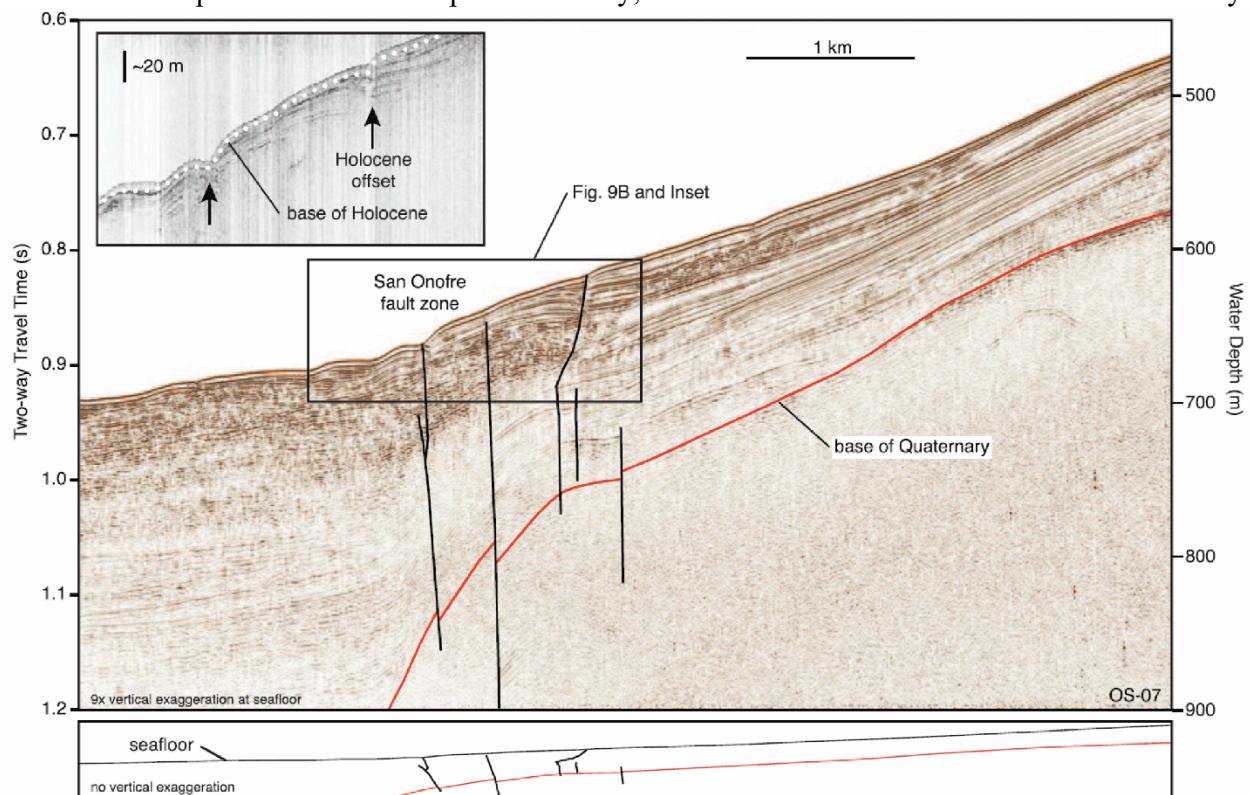 0.6
~20 m
1 km
500
0.7
Holocene
offset
base of Holocene
Fig. 9B and Inset
0.8
600
San Onofre
fault zone
Two-way Travel Time (s)
Water Depth (m)
0.9
700
base of Quaternary
1.0
800
1.1
9x vertical exaggeration at seafloor
OS-07
1.2
900
seafloor
no vertical exaggeration